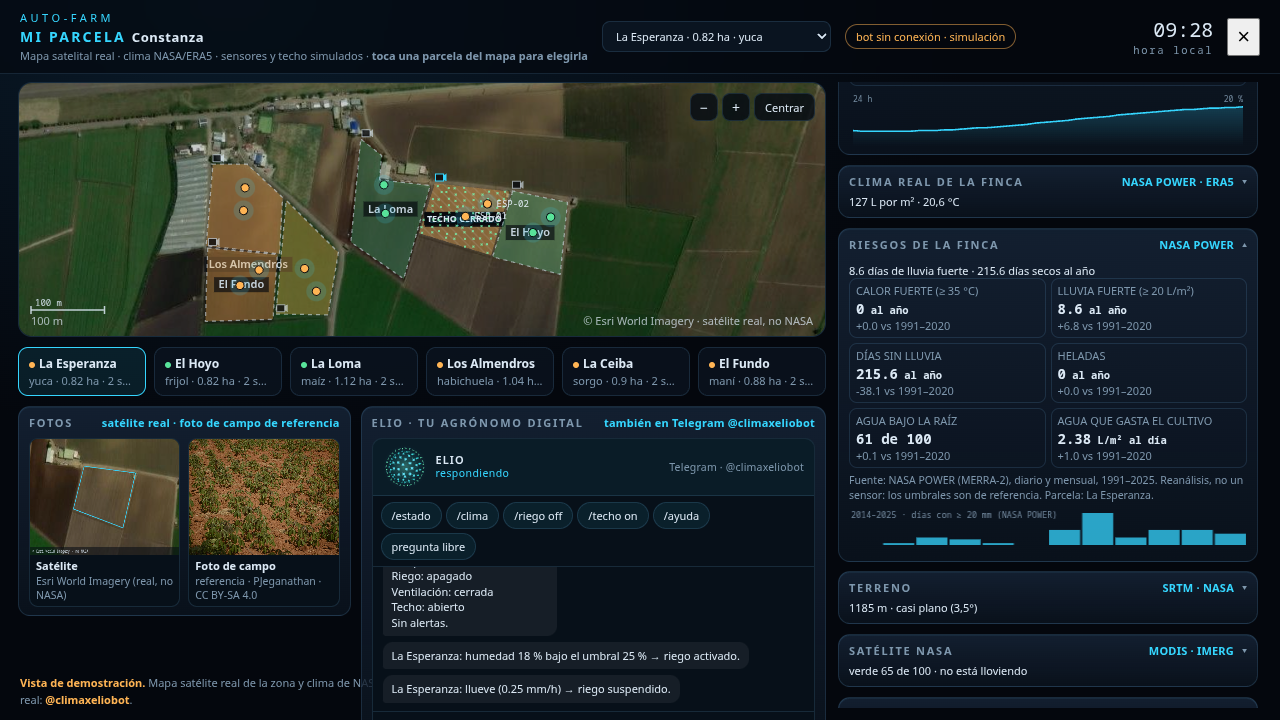 AUTO-FARM
MI PARCELA Constanza
Mapa satelital real · clima NASA/ERA5 · sensores y techo simulados · toca una parcela del mapa para elegirla
La Esperanza · 0.82 ha · yuca
bot sin conexión · simulación
09:28
hora local
×
− + Centrar
La Loma
ESP-02
ESP-01
TECHO CERRADO
El Hoyo
Los Almendros
El Fundo
100 m
100 m
© Esri World Imagery · satélite real, no NASA
La Esperanza
yuca · 0.82 ha · 2 s...
El Hoyo
frijol · 0.82 ha · 2 s...
La Loma
maíz · 1.12 ha · 2 s...
Los Almendros
habichuela · 1.04 h...
La Ceiba
sorgo · 0.9 ha · 2 s...
El Fundo
maní · 0.88 ha · 2 s...
FOTOS
satélite real · foto de campo de referencia
Satélite
Esri World Imagery (real, no
NASA)
Foto de campo
referencia · PJeganathan ·
CC BY-SA 4.0
Vista de demostración. Mapa satélite real de la zona y clima de NAS
real: @climaxeliobot.
ELIO · TU AGRÓNOMO DIGITAL
también en Telegram @climaxeliobot
ELIO
respondiendo
Telegram · @climaxeliobot
/estado
/clima
/riego off
/techo on
/ayuda
pregunta libre
Riego: apagado
Ventilación: cerrada
Techo: abierto
Sin alertas.
La Esperanza: humedad 18 % bajo el umbral 25 % → riego activado.
La Esperanza: llueve (0.25 mm/h) → riego suspendido.
24 h
20 %
CLIMA REAL DE LA FINCA
NASA POWER · ERA5 ▾
127 L por m² · 20,6 °C
RIESGOS DE LA FINCA
NASA POWER ▴
8.6 días de lluvia fuerte · 215.6 días secos al año
CALOR FUERTE (≥ 35 °C)
0 al año
+0.0 vs 1991–2020
LLUVIA FUERTE (≥ 20 L/m²)
8.6 al año
+6.8 vs 1991–2020
DÍAS SIN LLUVIA
215.6 al año
-38.1 vs 1991–2020
HELADAS
0 al año
+0.0 vs 1991–2020
AGUA BAJO LA RAÍZ
61 de 100
+0.1 vs 1991–2020
AGUA QUE GASTA EL CULTIVO
2.38 L/m² al día
+1.0 vs 1991–2020
Fuente: NASA POWER (MERRA-2), diario y mensual, 1991–2025. Reanálisis, no un
sensor: los umbrales son de referencia. Parcela: La Esperanza.
2014–2025 · días con ≥ 20 mm (NASA POWER)
TERRENO
SRTM · NASA ▾
1185 m · casi plano (3,5°)
SATÉLITE NASA
MODIS · IMERG ▾
verde 65 de 100 · no está lloviendo